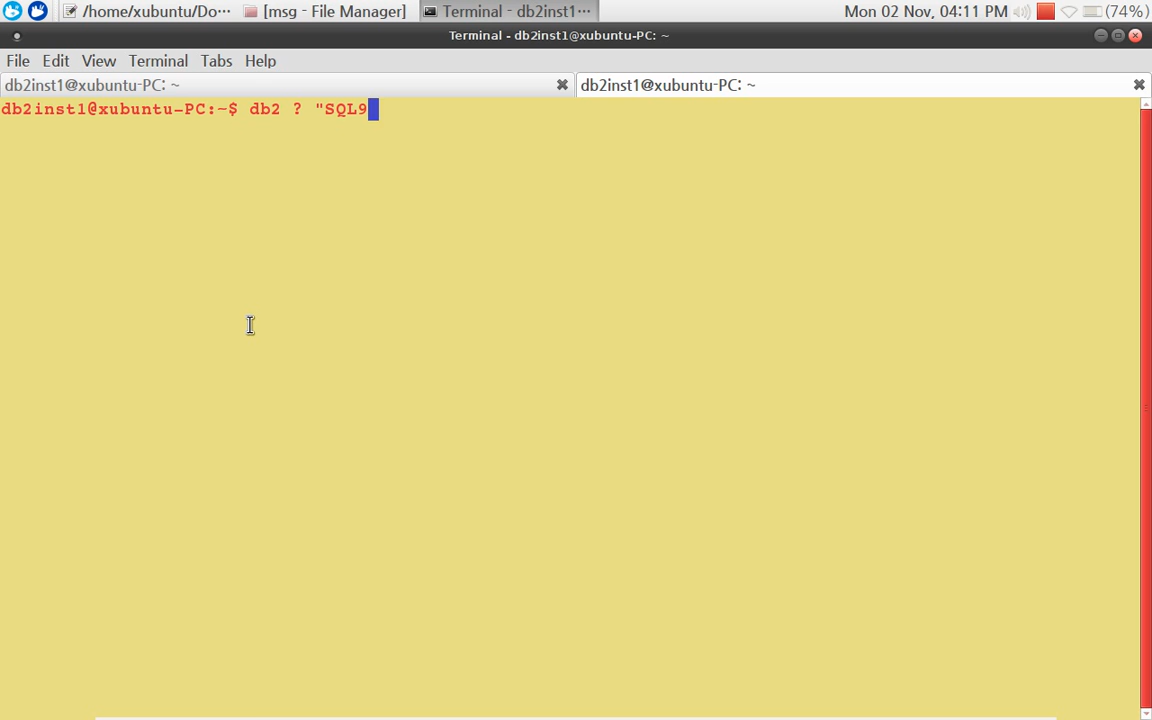 /home/xubuntu/Do··· [msg - File Manager] Terminal - db2inst1··· Mon 02 Nov, 04:11 PM (74%)
Terminal - db2inst1@xubuntu-PC: ~
File Edit View Terminal Tabs Help
db2inst1@xubuntu-PC: ~ db2inst1@xubuntu-PC: ~
db2inst1@xubuntu-PC:~$ db2 ? "SQL9